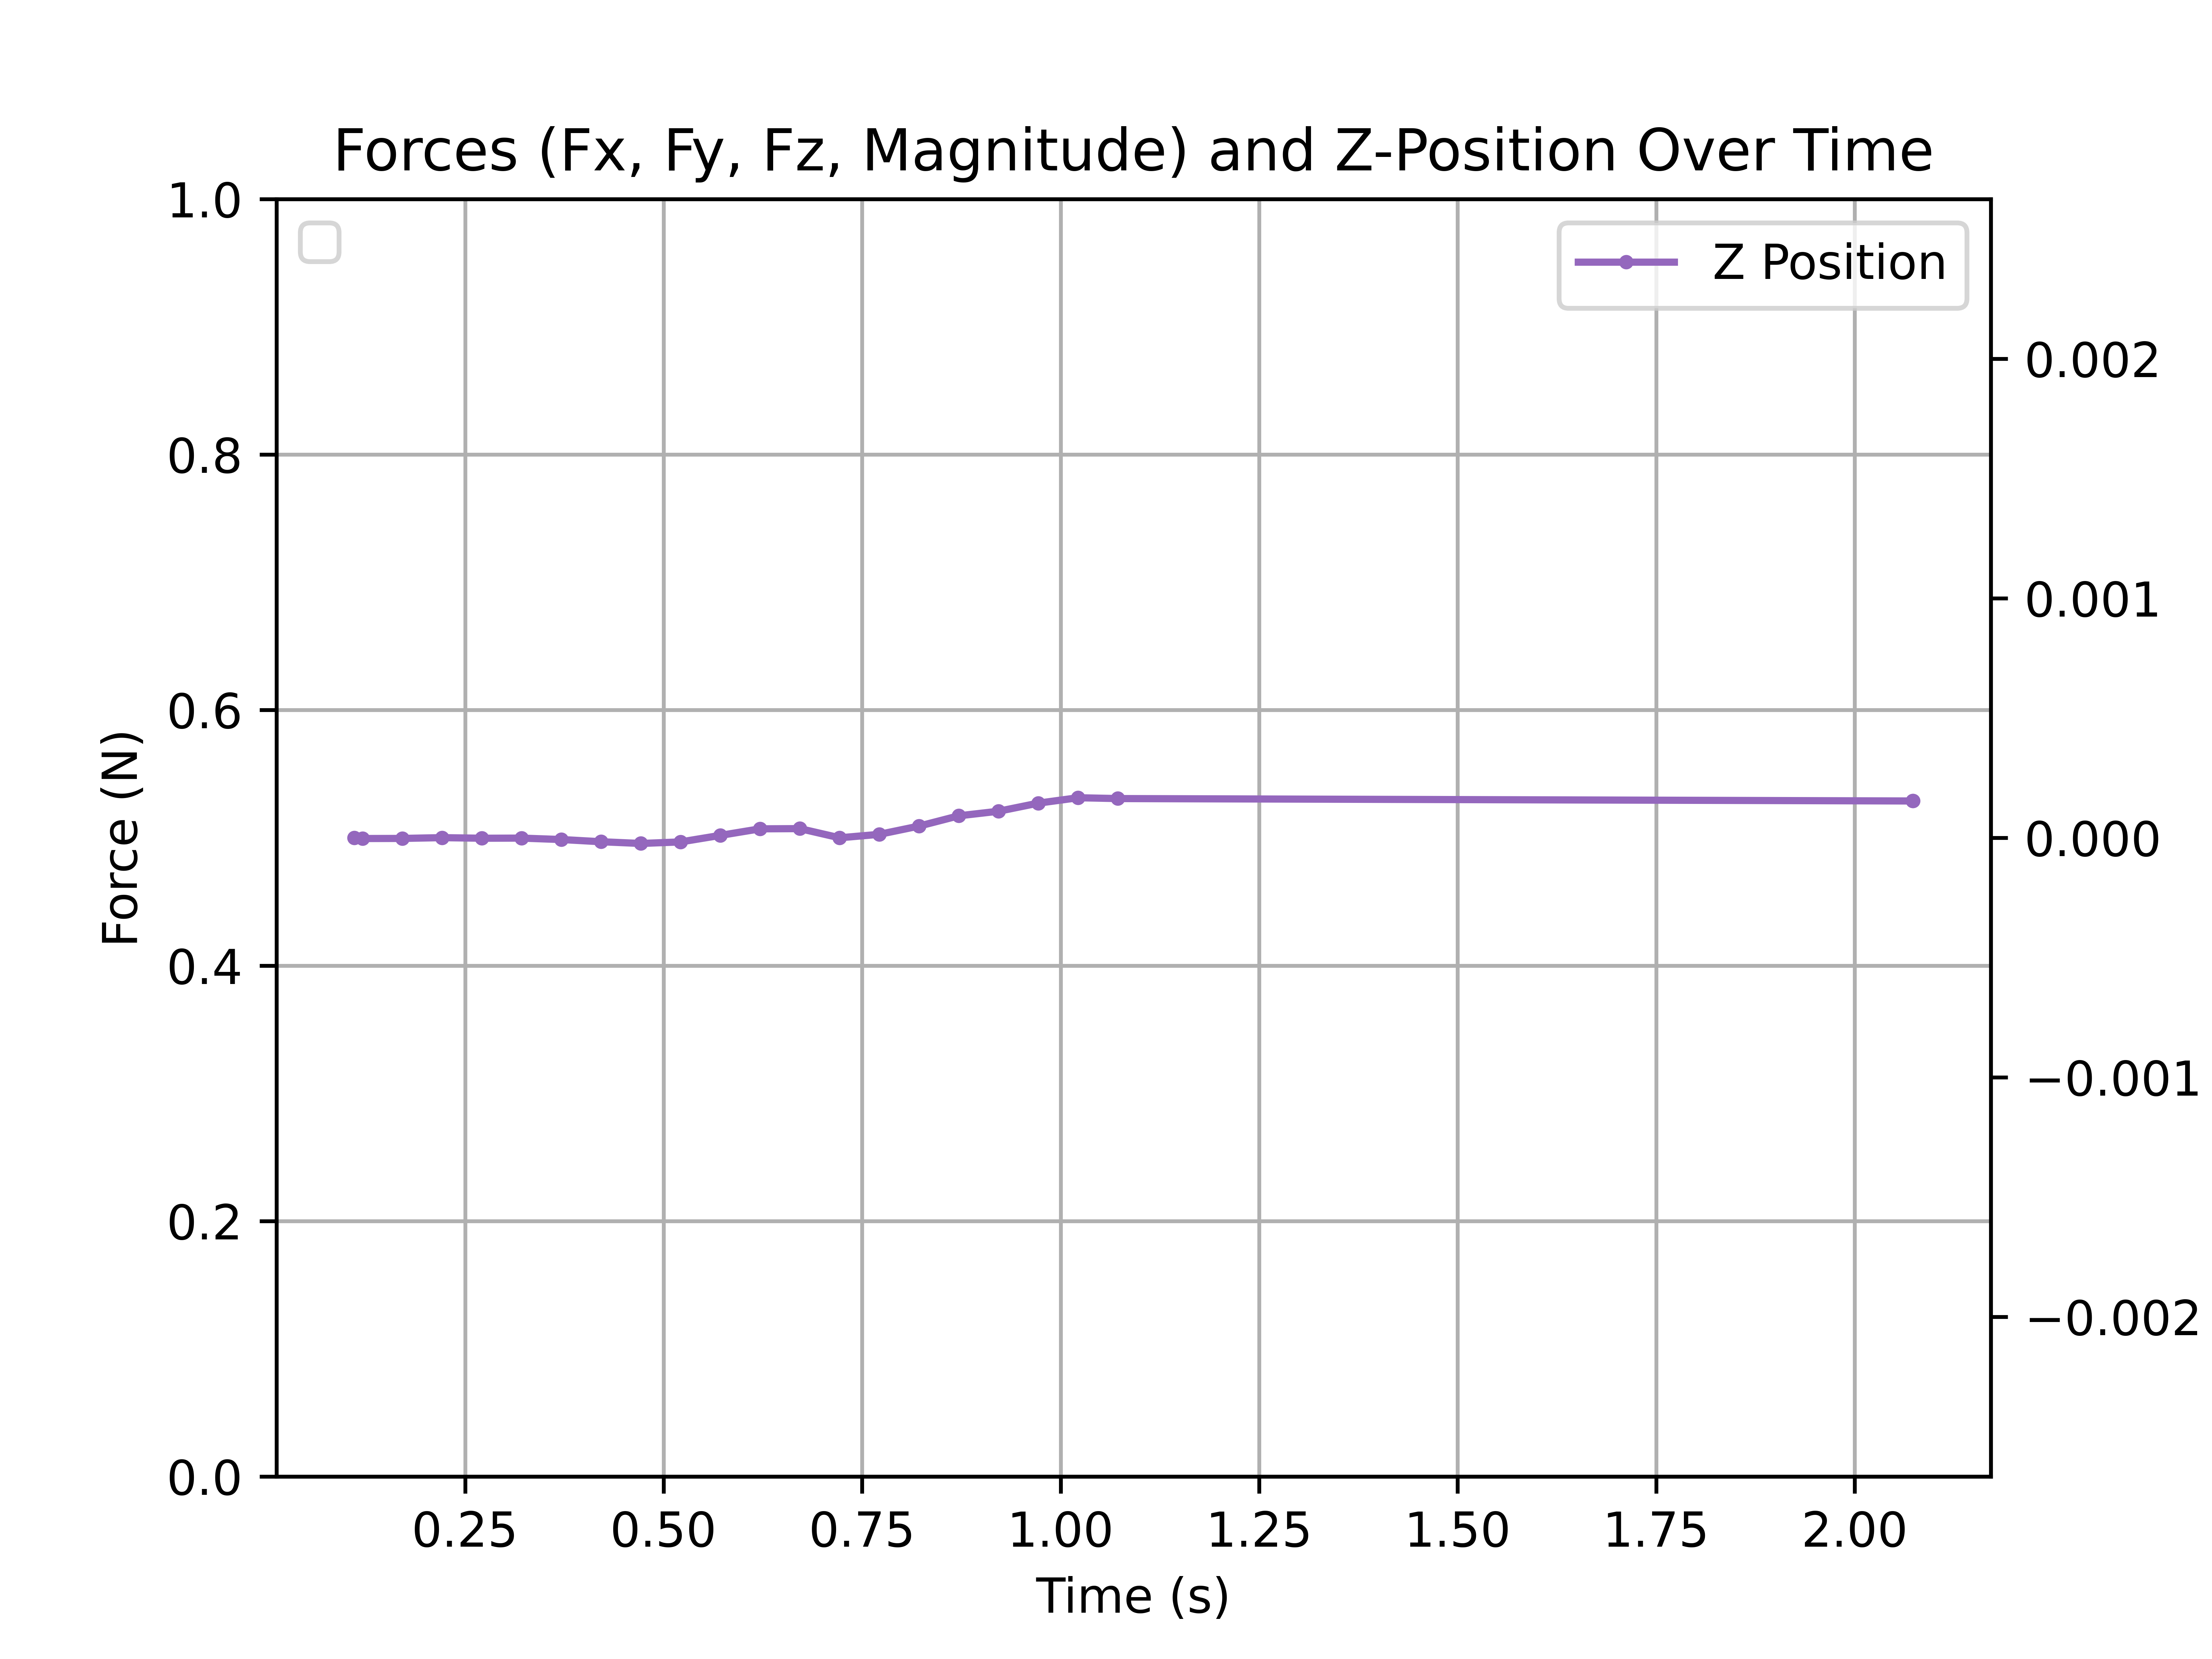 Forces (Fx, Fy, Fz, Magnitude) and Z-Position Over Time
Z Position
1.0
0.8
0.6
0.4
0.2
0.0
Force (N)
0.002
0.001
0.000
−0.001
−0.002
0.25 0.50 0.75 1.00 1.25 1.50 1.75 2.00
Time (s)